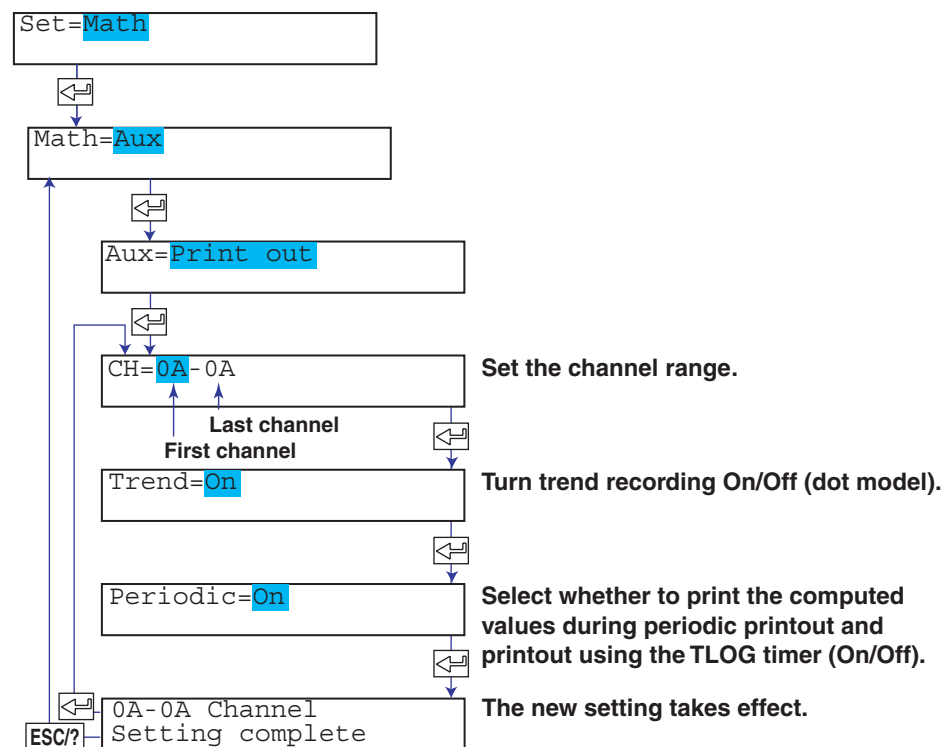 Set=Math
Math=Aux
Aux=Print out
CH=0A-0A
Set the channel range.
Last channel
First channel
Trend=On
Turn trend recording On/Off (dot model).
Periodic=On
Select whether to print the computed
values during periodic printout and
printout using the TLOG timer (On/Off).
0A-0A Channel
Setting complete
The new setting takes effect.
ESC/?